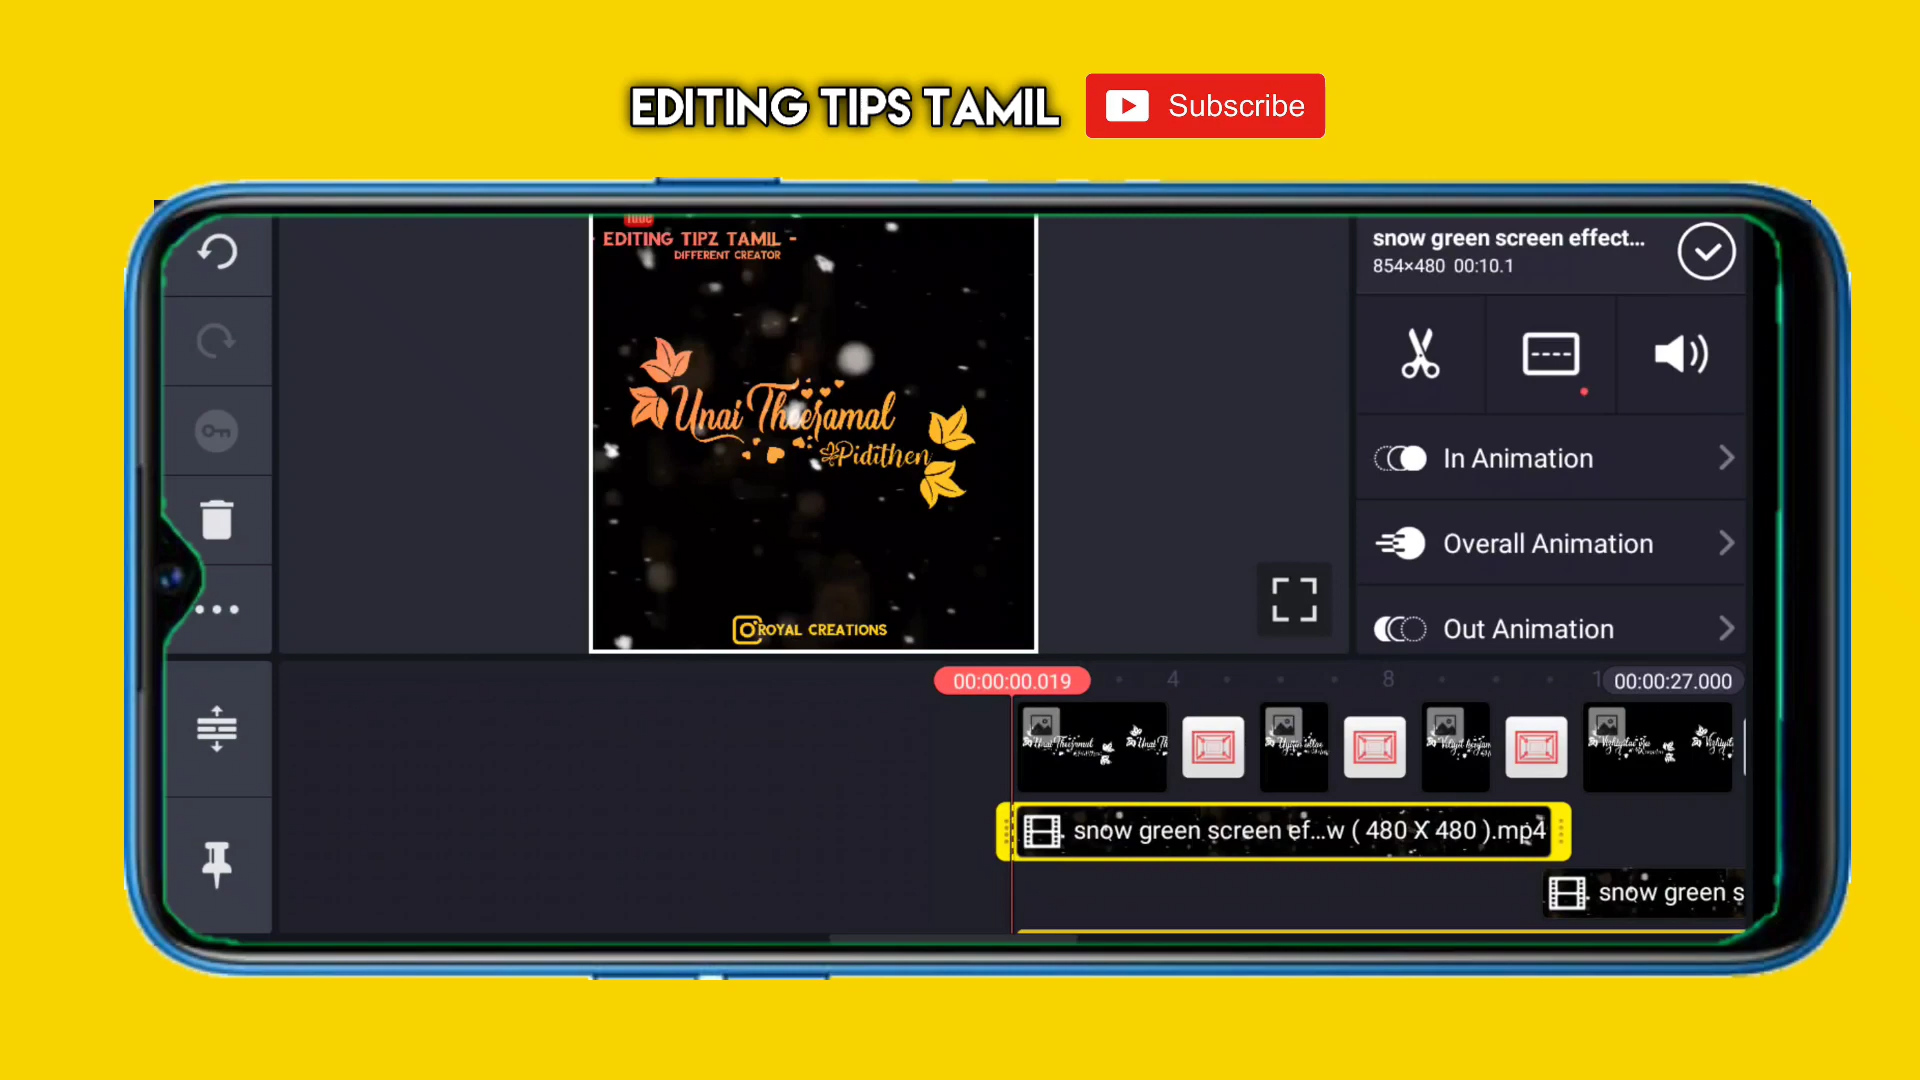 EDITING TIPS TAMIL
Subscribe
EDITING TIPZ TAMIL -
DIFFERENT CREATOR
Unai Theeramal
Pidithen
ROYAL CREATIONS
snow green screen effect...
854×480 00:10.1
In Animation
Overall Animation
Out Animation
00:00:00.019
4
8
00:00:27.000
snow green screen ef...w ( 480 X 480 ).mp4
snow green s